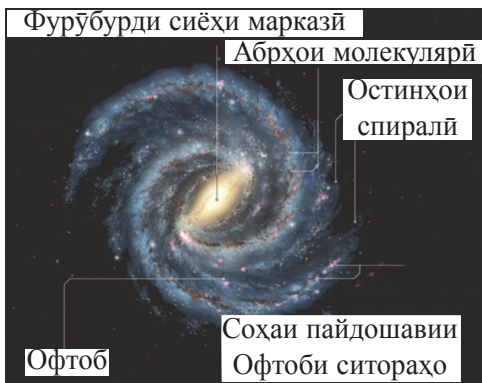 Фурӯбурди сиёҳи марказӣ
Абрҳои молекулярӣ
Остинҳои
спиралӣ
Соҳаи пайдошавии
Офтоби ситораҳо
Офтоб